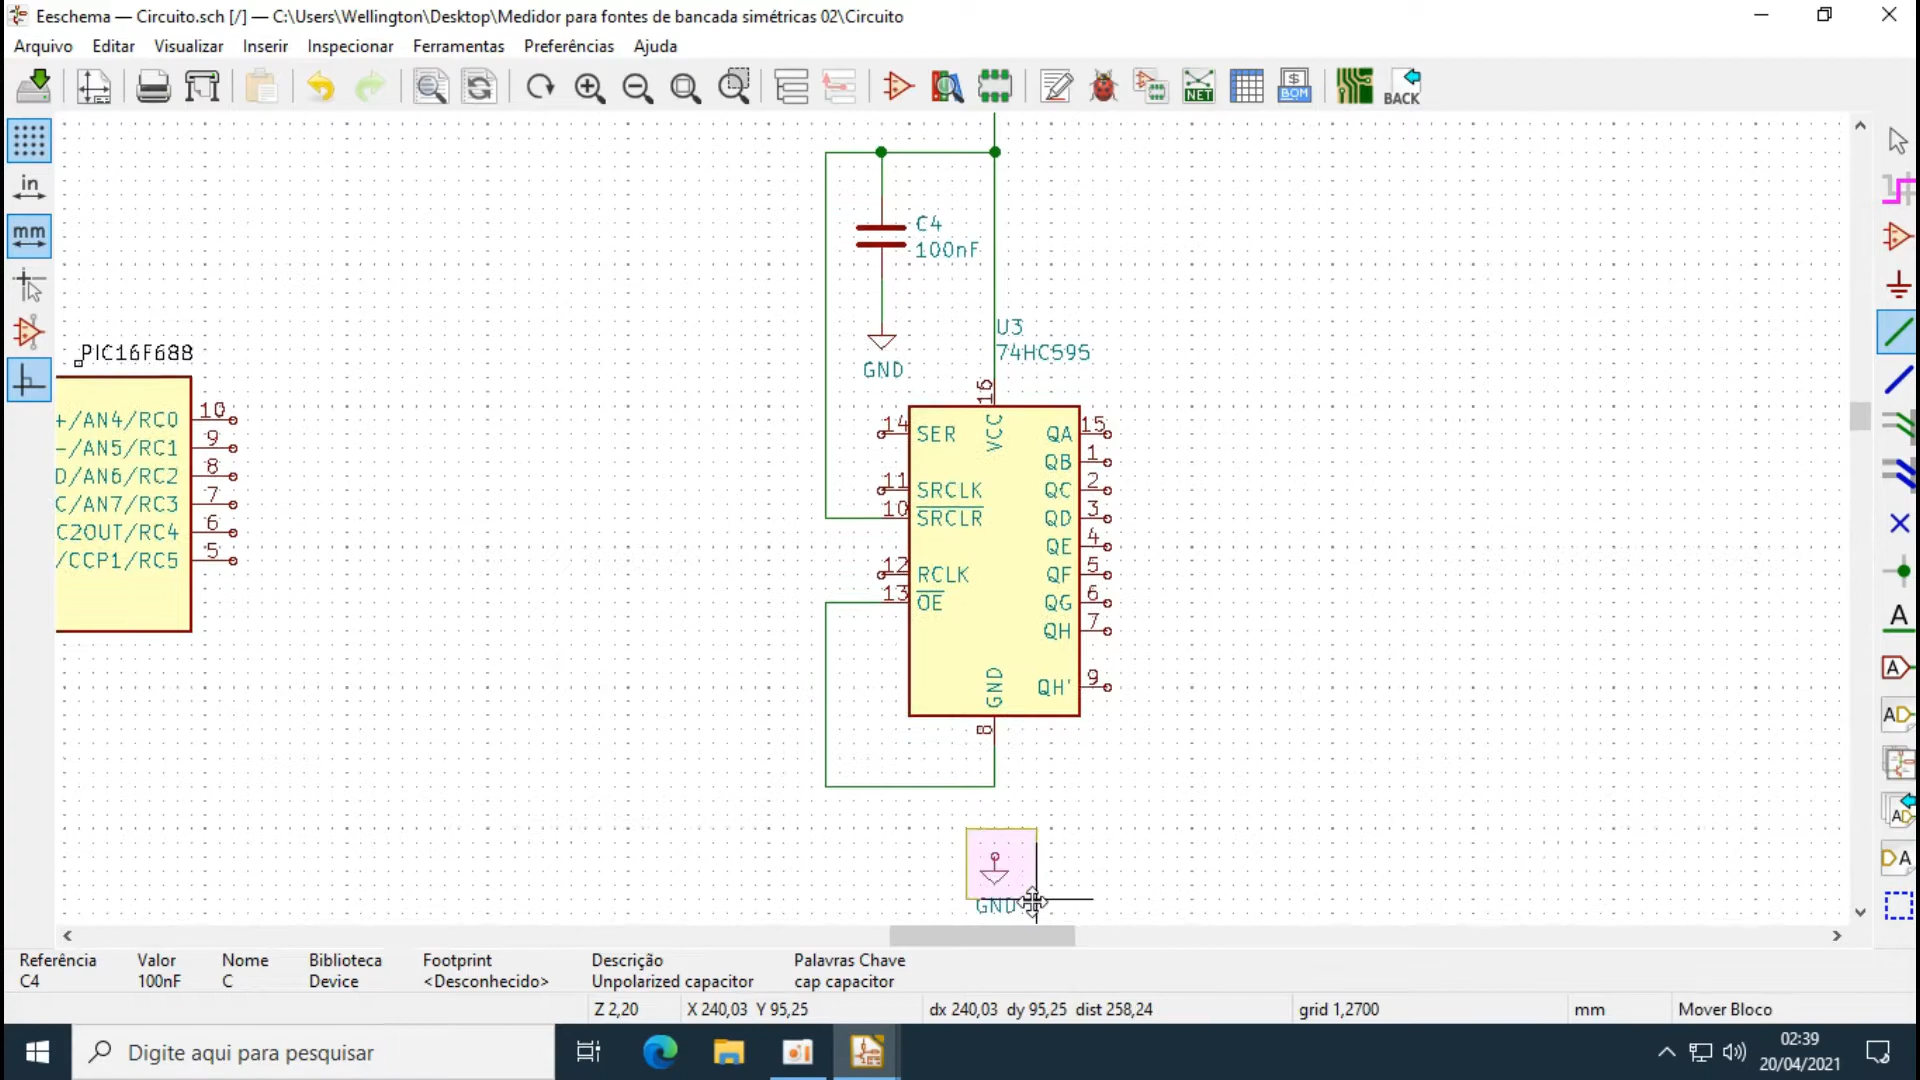 Eeschema — Circuito.sch [/] — C:\Users\Wellington\Desktop\Medidor para fontes de bancada simétricas 02\Circuito
Arquivo Editar Visualizar Inserir Inspecionar Ferramentas Preferências Ajuda
NET
$
BOM
BACK
in
mm
C4
100nF
GND
U3
74HC595
PIC16F688
+/AN4/RC0 10
-/AN5/RC1 9
D/AN6/RC2 8
C/AN7/RC3 7
C2OUT/RC4 6
/CCP1/RC5 5
16
VCC
14 SER
11 SRCLK
10 SRCLR
12 RCLK
13 OE
QA 15
QB 1
QC 2
QD 3
QE 4
QF 5
QG 6
QH 7
QH' 9
GND
8
GND
A
A
AD
AD
DA
Referência Valor Nome Biblioteca Footprint Descrição Palavras Chave
C4 100nF C Device <Desconhecido> Unpolarized capacitor cap capacitor
Z 2,20 X 240,03 Y 95,25 dx 240,03 dy 95,25 dist 258,24 grid 1,2700 mm Mover Bloco
Digite aqui para pesquisar
02:39
20/04/2021